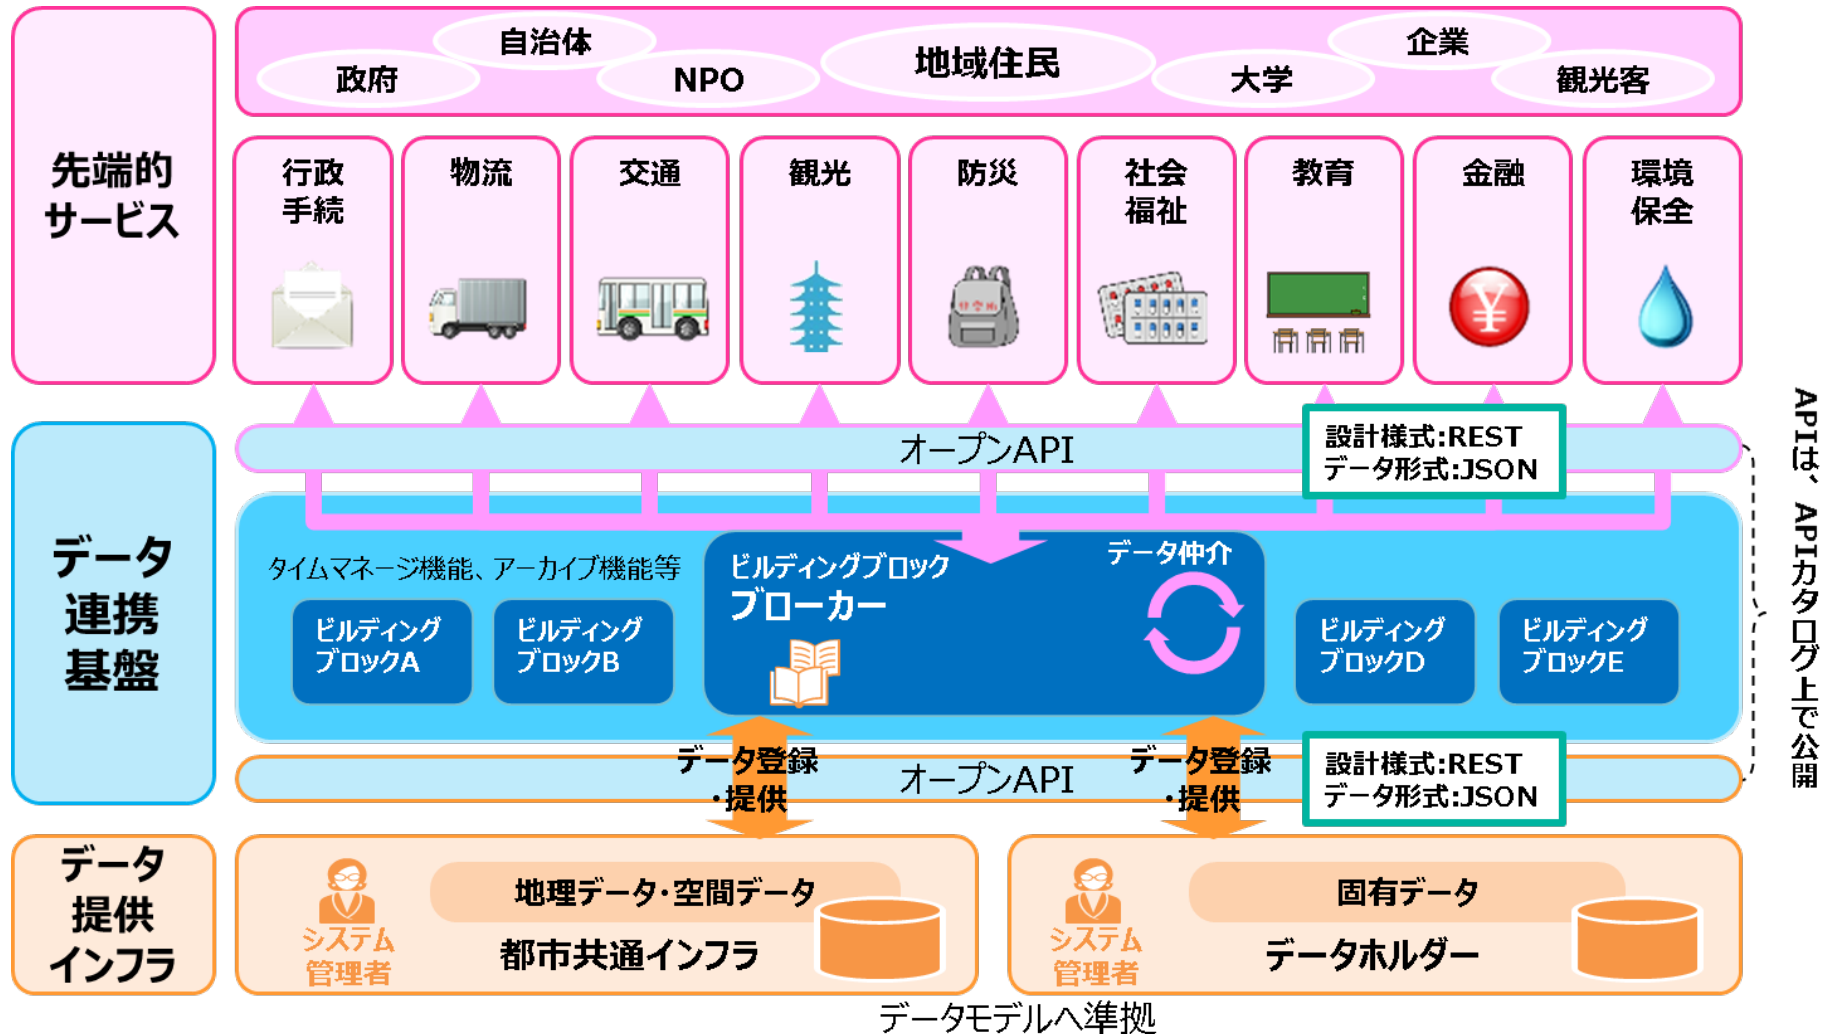 先端的
サービス
政府
自治体
NPO
地域住民
大学
企業
観光客
行政
手続
物流
交通
観光
防災
社会
福祉
教育
金融
環境
保全
データ
連携
基盤
オープンAPI
設計様式:REST
データ形式:JSON
タイムマネージ機能、アーカイブ機能等
ビルディング
ブロックA
ビルディング
ブロックB
ビルディングブロック
ブローカー
データ仲介
ビルディング
ブロックD
ビルディング
ブロックE
データ登録
・提供
オープンAPI
データ登録
・提供
設計様式:REST
データ形式:JSON
APIは、APIカタログ上で公開
データ
提供
インフラ
システム
管理者
地理データ・空間データ
都市共通インフラ
システム
管理者
固有データ
データホルダー
データモデルへ準拠